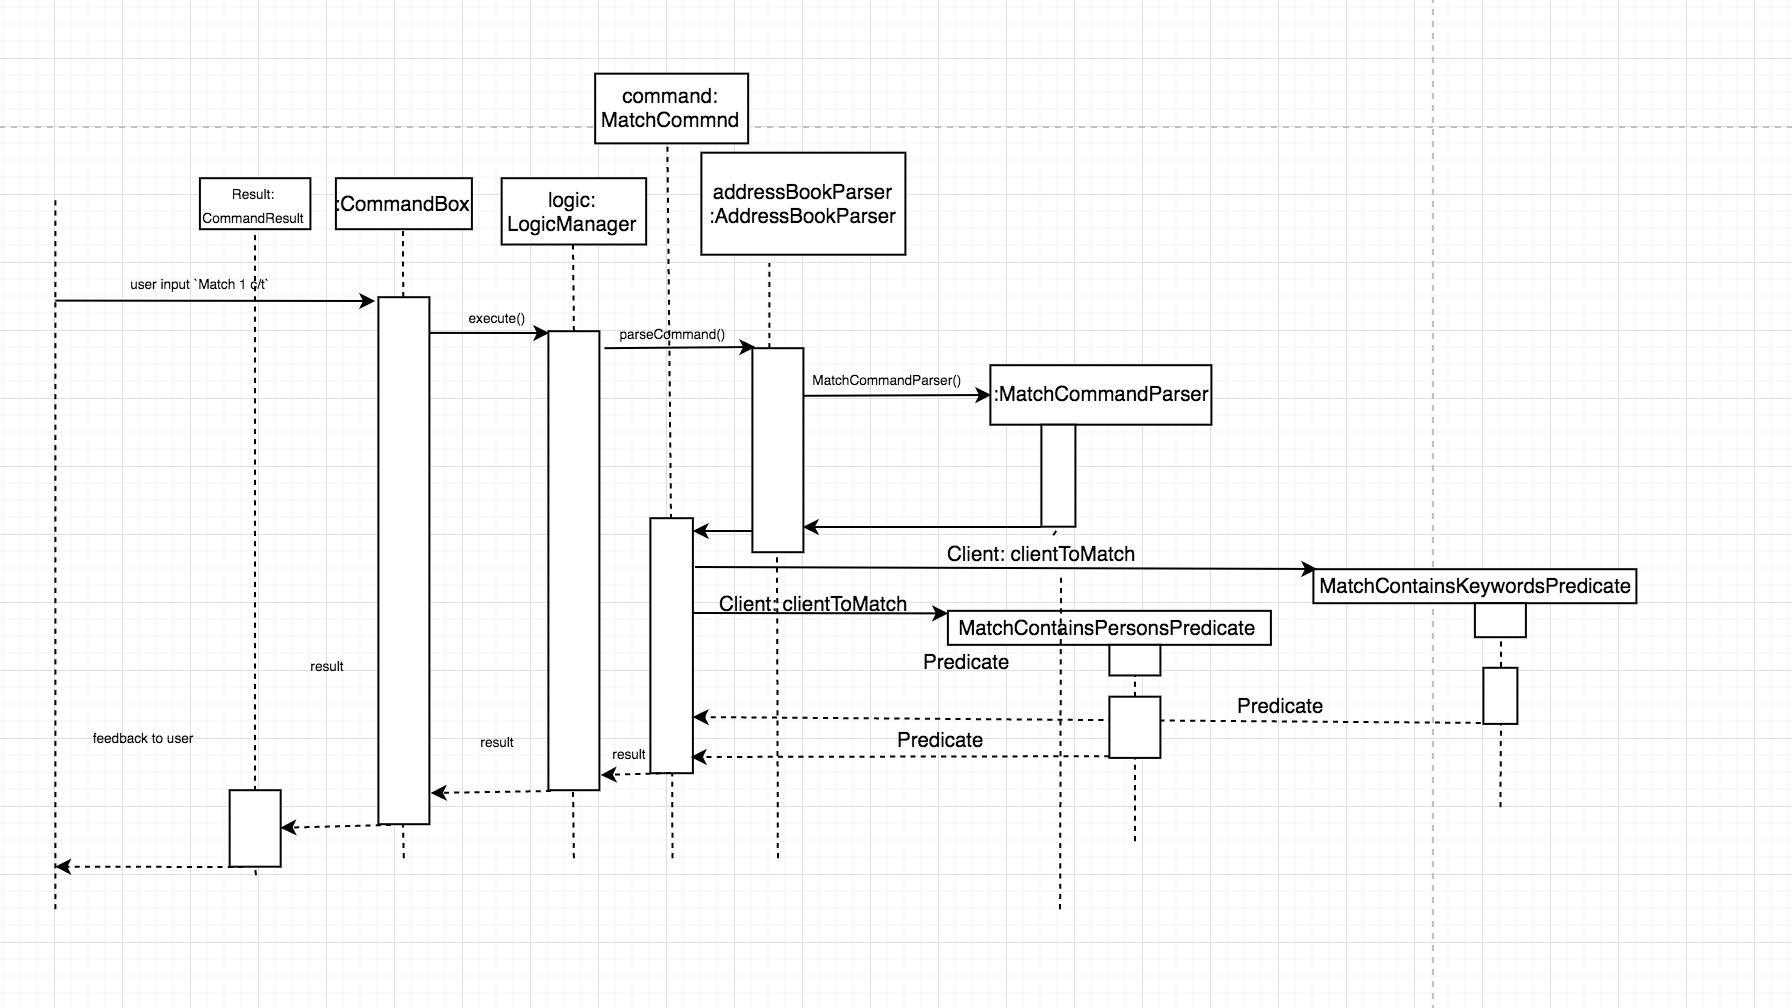 command:
MatchCommnd
Result:
CommandResult
:CommandBox
logic:
LogicManager
addressBookParser
:AddressBookParser
user input `Match 1 c/t`
execute()
parseCommand()
MatchCommandParser()
:MatchCommandParser
Client: clientToMatch
MatchContainsKeywordsPredicate
Client: clientToMatch
MatchContainsPersonsPredicate
Predicate
result
Predicate
feedback to user
result
result
Predicate